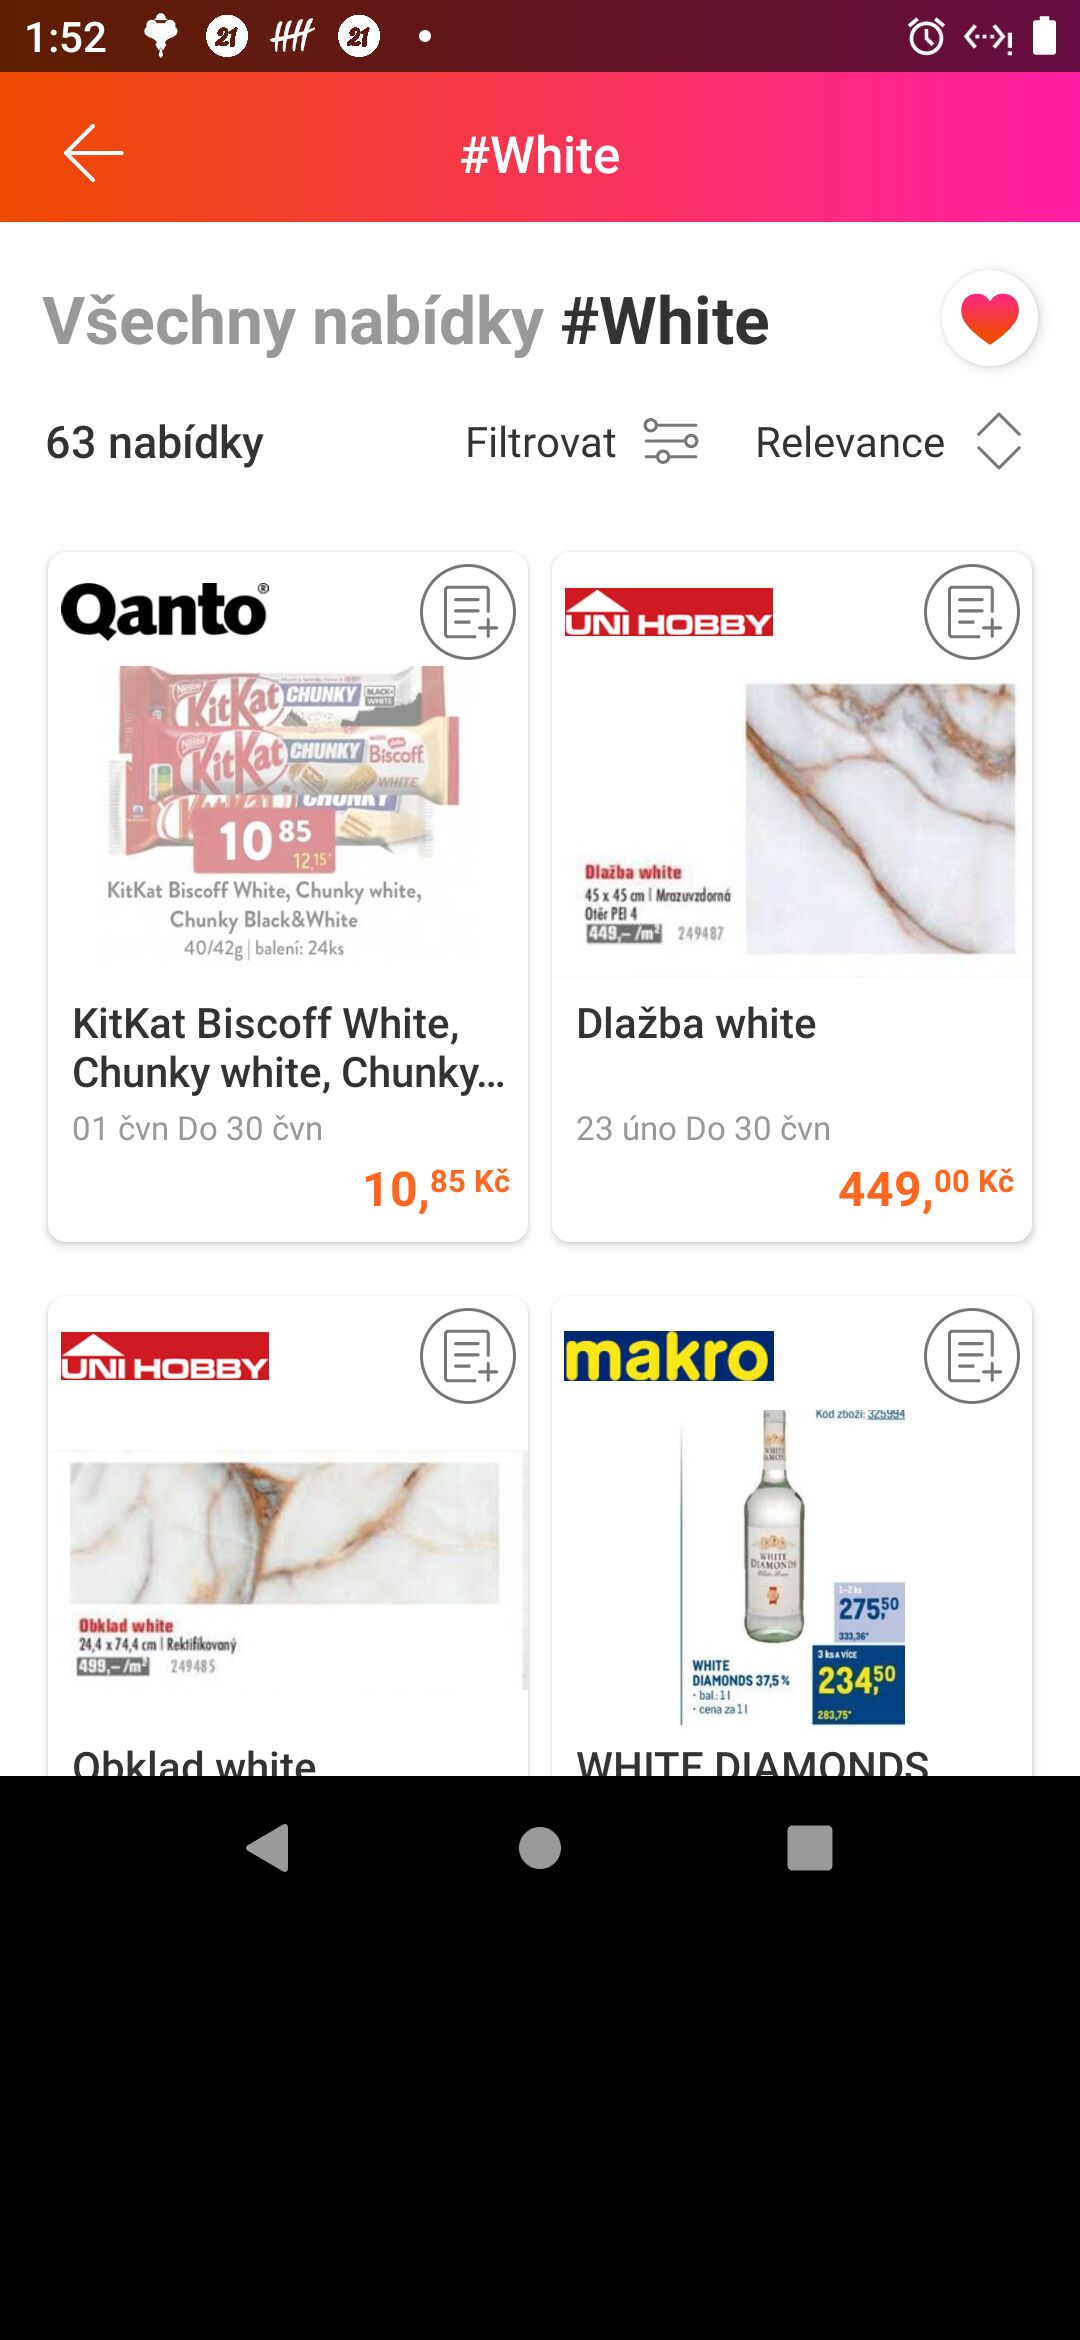 1:52
21
21
#White
Všechny nabídky #White
63 nabídky
Filtrovat
Relevance
Qanto®
KitKat CHUNKY BLACK& WHITE
KitKat CHUNKY with Biscoff
WHITE
CHUNKY
10 85
12,15*
KitKat Biscoff White, Chunky white,
Chunky Black&White
40/42g | balení: 24ks
KitKat Biscoff White,
Chunky white, Chunky...
01 čvn Do 30 čvn
10,85 Kč
UNI HOBBY
Dlažba white
45 x 45 cm | Mrazuvzdorná
Otěr PEI 4
449,– /m² 249487
Dlažba white
23 úno Do 30 čvn
449,00 Kč
UNI HOBBY
Obklad white
24,4 x 74,4 cm | Rektifikovaný
499,– /m² 249485
Obklad white
makro
Kód zboží: 325994
WHITE
DIAMONDS
1–2 ks
275,50
333,36*
3 ks A VÍCE
234,50
283,75*
WHITE
DIAMONDS 37,5 %
• bal.: 1 l
• cena za 1 l
WHITE DIAMONDS